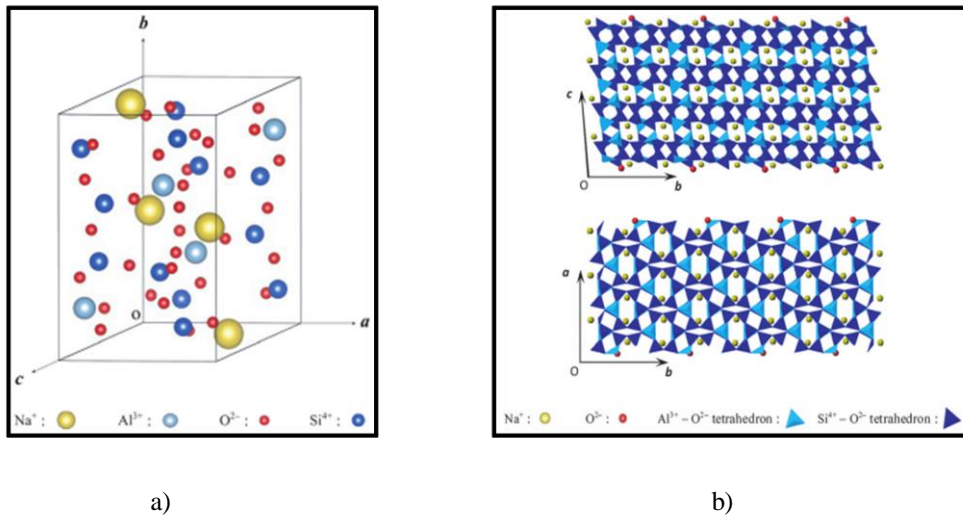 b
o
a
c
Na⁺ : Al³⁺ : O²⁻ : Si⁴⁺ :
c
O
b
a
O
b
Na⁺ : O²⁻ : Al³⁺ – O²⁻ tetrahedron : Si⁴⁺ – O²⁻ tetrahedron :
a) b)